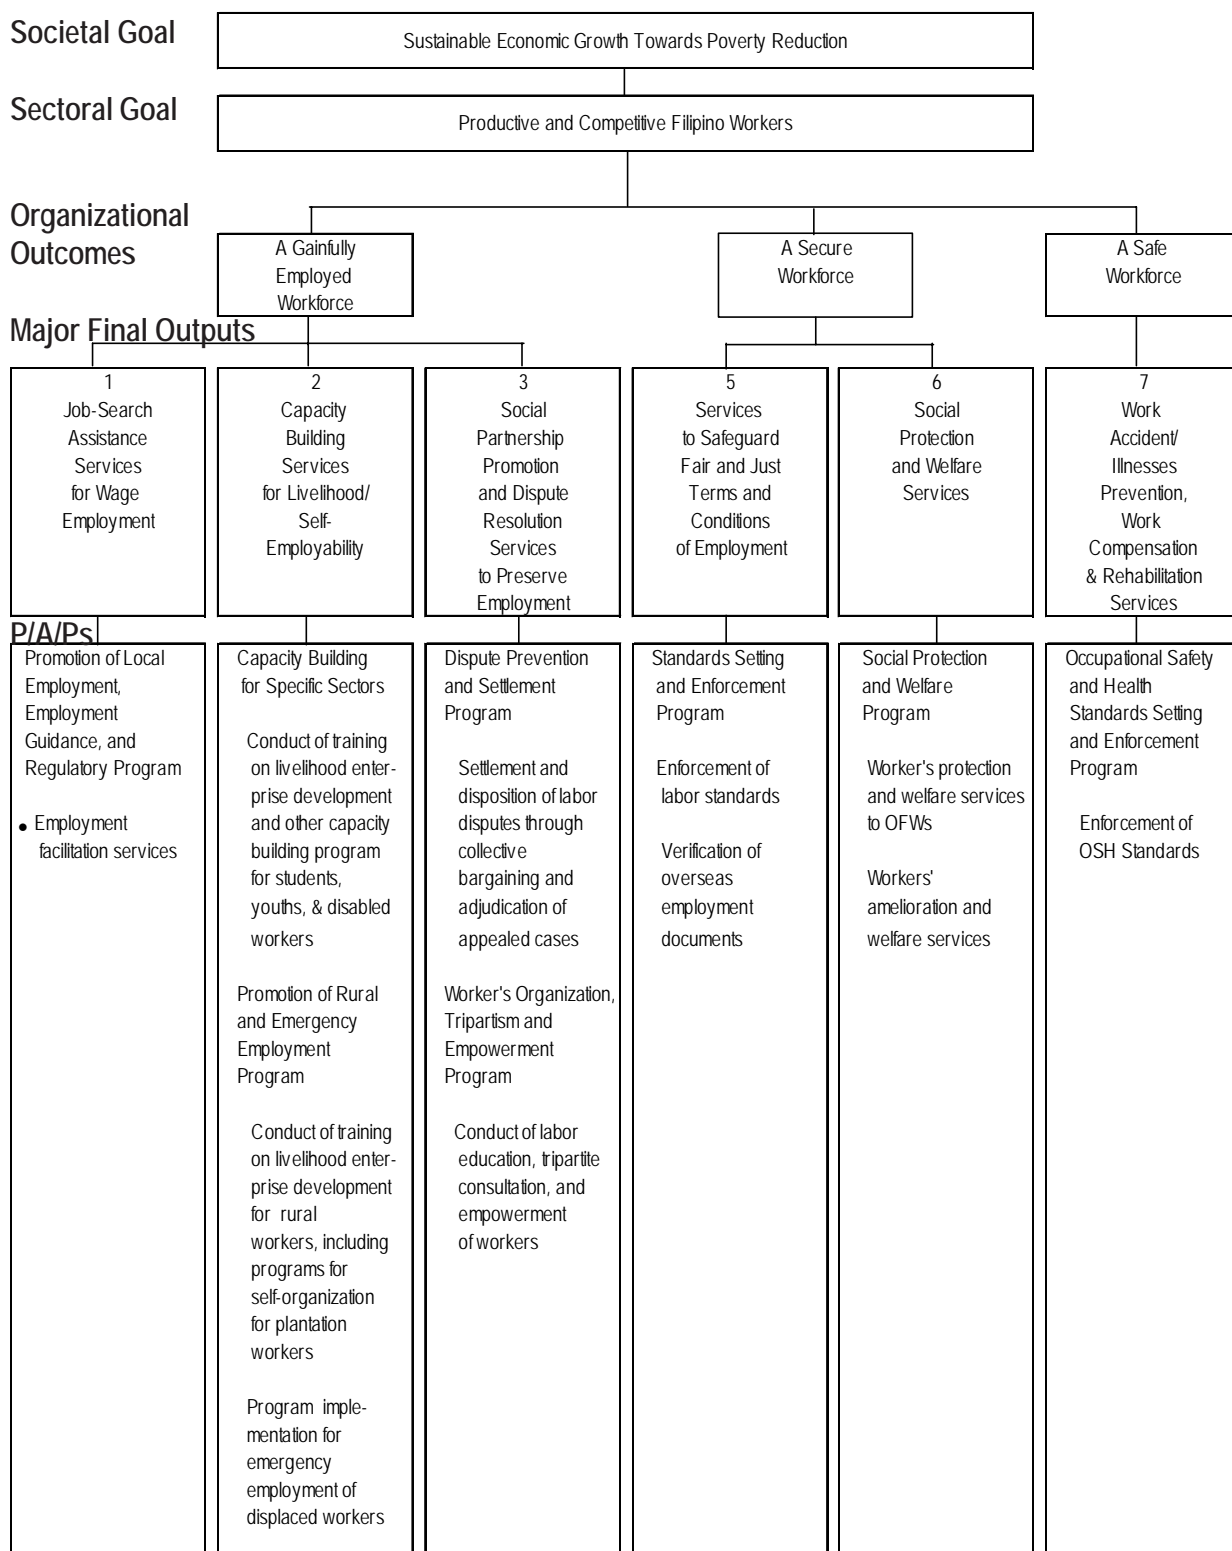 Societal Goal
Sustainable Economic Growth Towards Poverty Reduction
Sectoral Goal
Productive and Competitive Filipino Workers
Organizational
Outcomes
A Gainfully
Employed
Workforce
A Secure
Workforce
A Safe
Workforce
Major Final Outputs
1
Job-Search
Assistance
Services
for Wage
Employment
2
Capacity
Building
Services
for Livelihood/
Self-
Employability
3
Social
Partnership
Promotion
and Dispute
Resolution
Services
to Preserve
Employment
5
Services
to Safeguard
Fair and Just
Terms and
Conditions
of Employment
6
Social
Protection
and Welfare
Services
7
Work
Accident/
Illnesses
Prevention,
Work
Compensation
& Rehabilitation
Services
P/A/Ps
Promotion of Local
Employment,
Employment
Guidance, and
Regulatory Program
● Employment
facilitation services
Capacity Building
for Specific Sectors
Conduct of training
on livelihood enter-
prise development
and other capacity
building program
for students,
youths, & disabled
workers
Promotion of Rural
and Emergency
Employment
Program
Conduct of training
on livelihood enter-
prise development
for rural
workers, including
programs for
self-organization
for plantation
workers
Program imple-
mentation for
emergency
employment of
displaced workers
Dispute Prevention
and Settlement
Program
Settlement and
disposition of labor
disputes through
collective
bargaining and
adjudication of
appealed cases
Worker's Organization,
Tripartism and
Empowerment
Program
Conduct of labor
education, tripartite
consultation, and
empowerment
of workers
Standards Setting
and Enforcement
Program
Enforcement of
labor standards
Verification of
overseas
employment
documents
Social Protection
and Welfare
Program
Worker's protection
and welfare services
to OFWs
Workers'
amelioration and
welfare services
Occupational Safety
and Health
Standards Setting
and Enforcement
Program
Enforcement of
OSH Standards